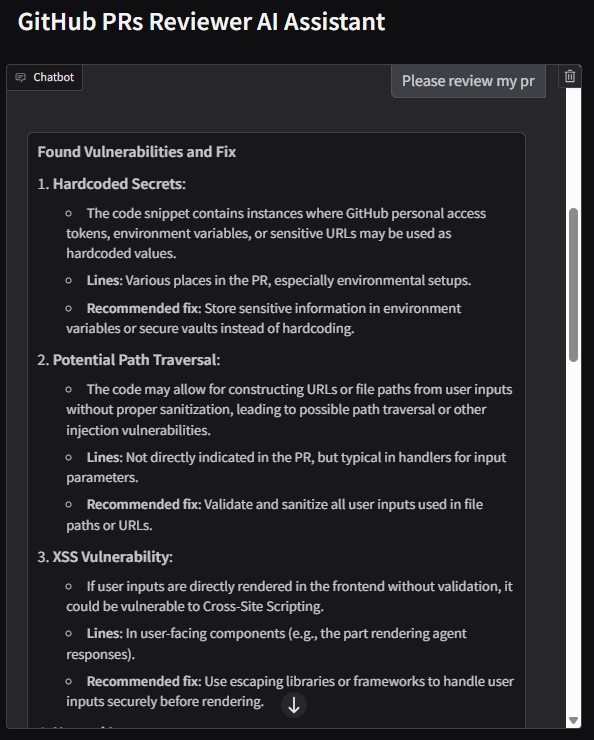 GitHub PRs Reviewer AI Assistant
Chatbot
Please review my pr
Found Vulnerabilities and Fix
1. Hardcoded Secrets:
The code snippet contains instances where GitHub personal access
tokens, environment variables, or sensitive URLs may be used as
hardcoded values.
Lines: Various places in the PR, especially environmental setups.
Recommended fix: Store sensitive information in environment
variables or secure vaults instead of hardcoding.
2. Potential Path Traversal:
The code may allow for constructing URLs or file paths from user inputs
without proper sanitization, leading to possible path traversal or other
injection vulnerabilities.
Lines: Not directly indicated in the PR, but typical in handlers for input
parameters.
Recommended fix: Validate and sanitize all user inputs used in file
paths or URLs.
3. XSS Vulnerability:
If user inputs are directly rendered in the frontend without validation, it
could be vulnerable to Cross-Site Scripting.
Lines: In user-facing components (e.g., the part rendering agent
responses).
Recommended fix: Use escaping libraries or frameworks to handle user
inputs securely before rendering.